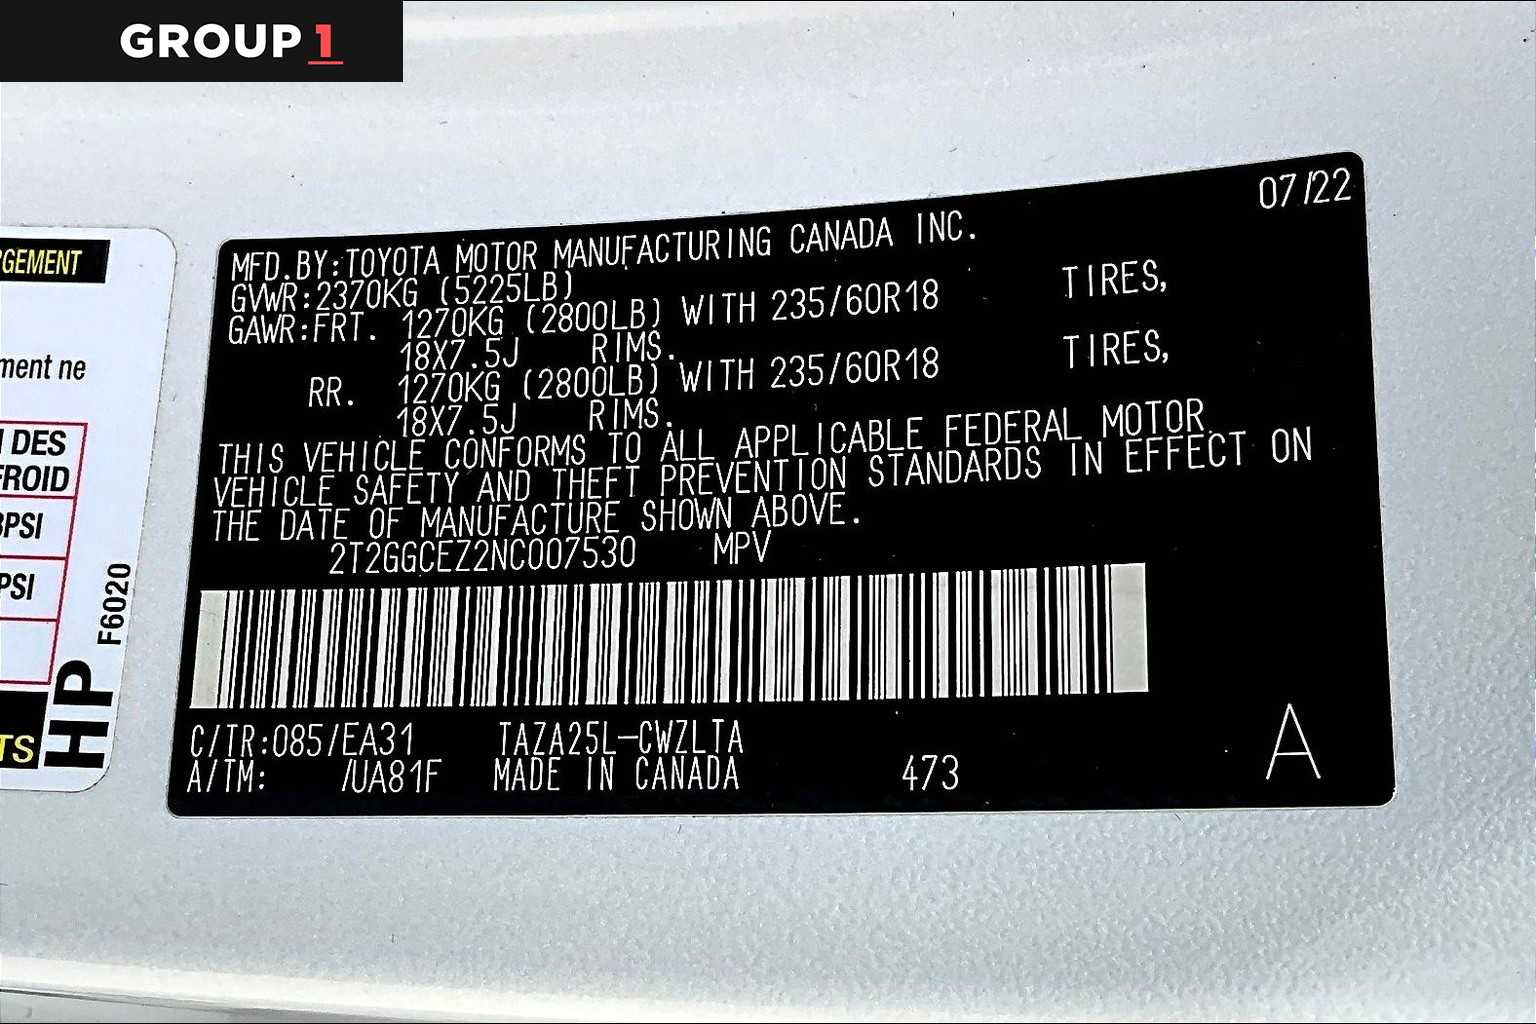 GROUP 1
07/22
MFD.BY:TOYOTA MOTOR MANUFACTURING CANADA INC.
GVWR:2370KG (5225LB)
GAWR:FRT. 1270KG (2800LB) WITH 235/60R18 TIRES,
18X7.5J RIMS.
RR. 1270KG (2800LB) WITH 235/60R18 TIRES,
18X7.5J RIMS.
THIS VEHICLE CONFORMS TO ALL APPLICABLE FEDERAL MOTOR
VEHICLE SAFETY AND THEFT PREVENTION STANDARDS IN EFFECT ON
THE DATE OF MANUFACTURE SHOWN ABOVE.
2T2GGCEZ2NC007530 MPV
C/TR:085/EA31 TAZA25L-CWZLTA
A/TM: /UA81F MADE IN CANADA 473
A
GEMENT
ment ne
DES
FROID
PSI
PSI
TS
HP
F6020